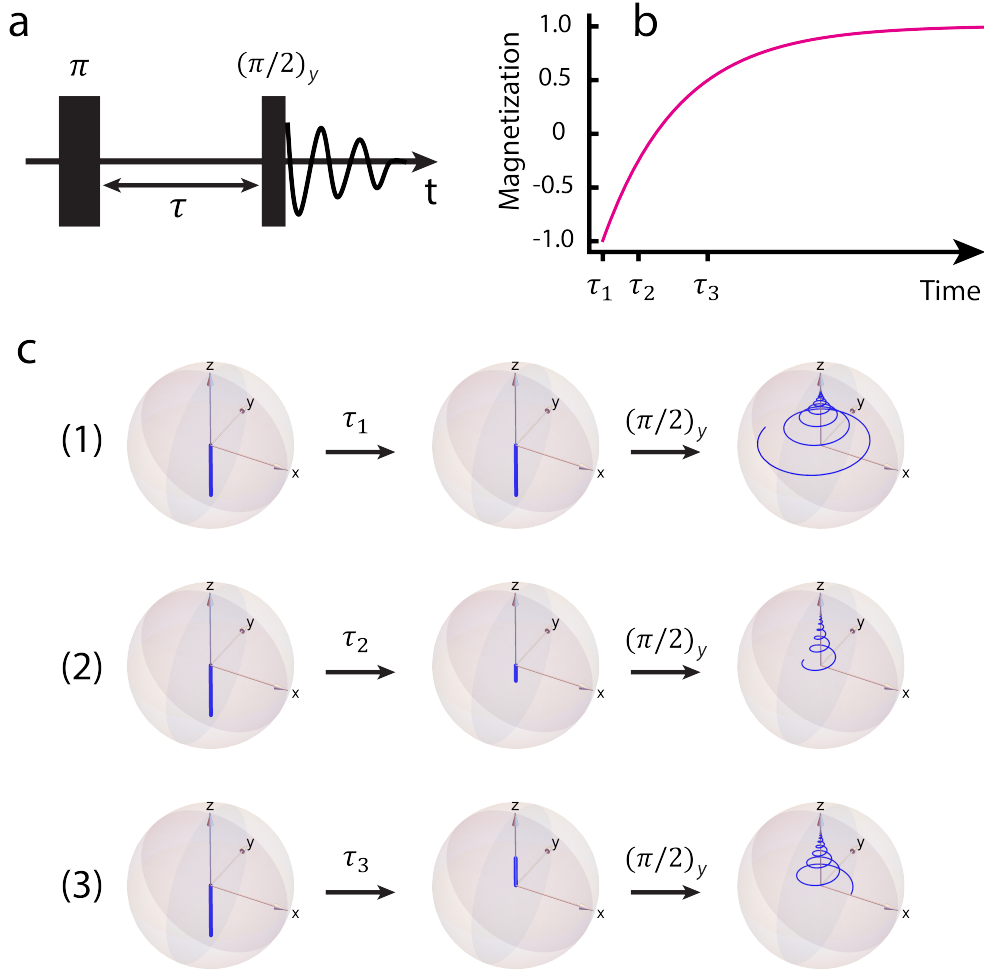 a
π
(π/2)y
τ
t
b
Magnetization
1.0
0.5
0
-0.5
-1.0
τ1
τ2
τ3
Time
c
(1)
z
y
x
τ1
z
y
x
(π/2)y
z
y
x
(2)
z
y
x
τ2
z
y
x
(π/2)y
z
y
x
(3)
z
y
x
τ3
z
y
x
(π/2)y
z
y
x